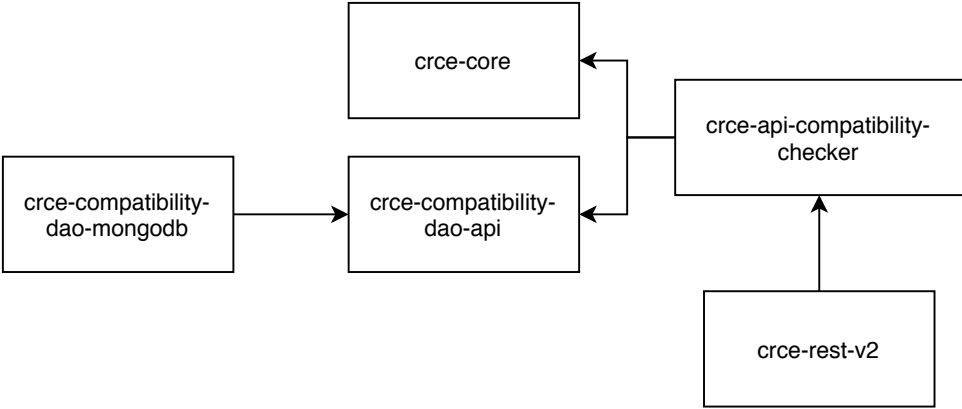 crce-core
crce-api-compatibility-
checker
crce-compatibility-
dao-mongodb
crce-compatibility-
dao-api
crce-rest-v2